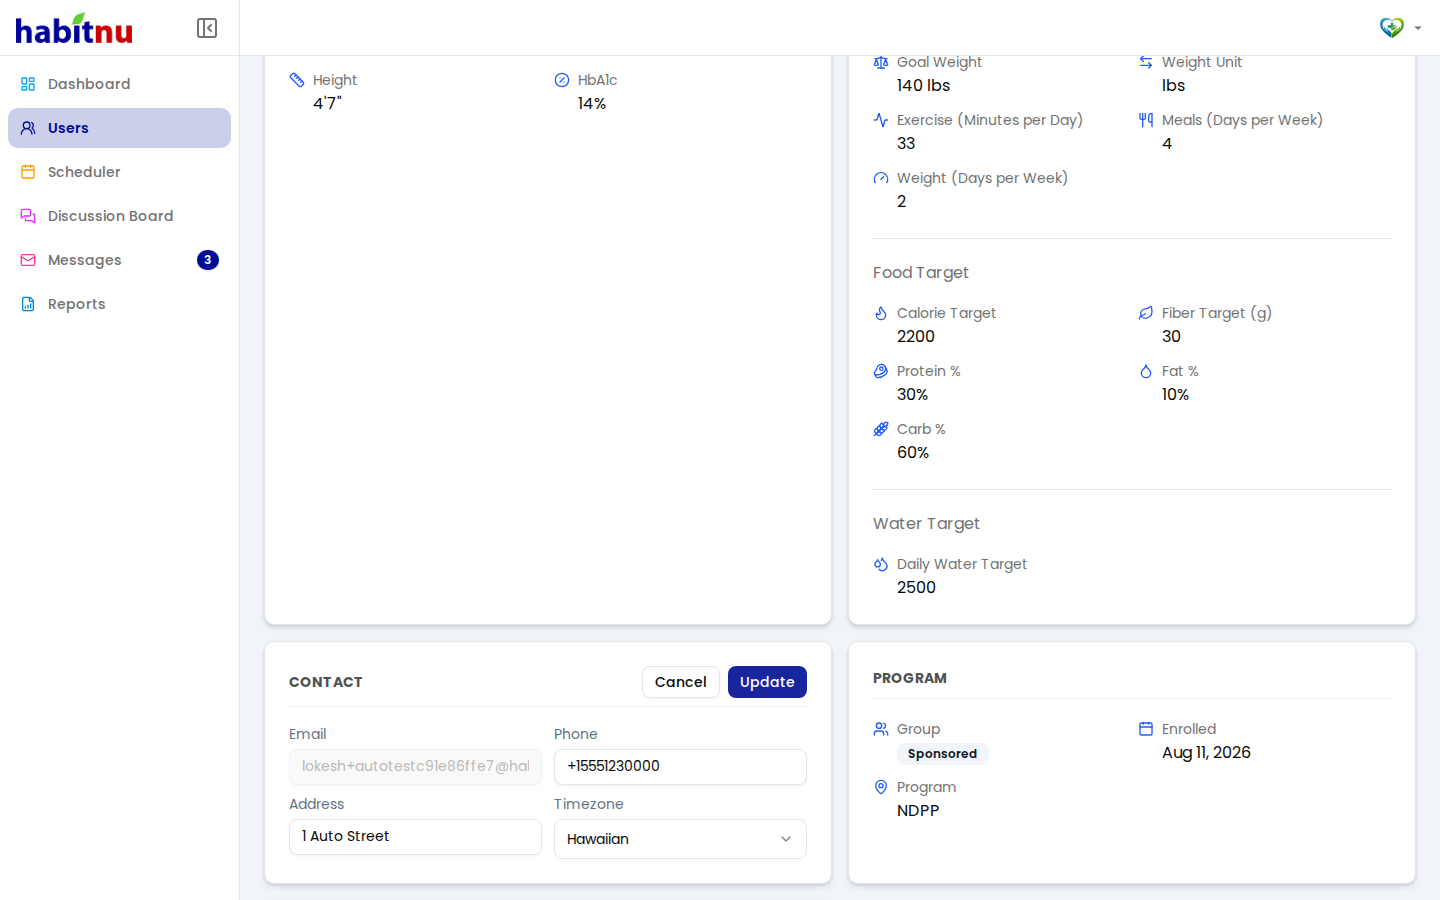 habitnu
Dashboard
Users
Scheduler
Discussion Board
Messages
3
Reports
Height
4'7"
HbA1c
14%
Goal Weight
140 lbs
Weight Unit
lbs
Exercise (Minutes per Day)
33
Meals (Days per Week)
4
Weight (Days per Week)
2
Food Target
Calorie Target
2200
Fiber Target (g)
30
Protein %
30%
Fat %
10%
Carb %
60%
Water Target
Daily Water Target
2500
CONTACT
Cancel
Update
Email
lokesh+autotestc91e86ffe7@hal
Phone
+15551230000
Address
1 Auto Street
Timezone
Hawaiian
PROGRAM
Group
Sponsored
Enrolled
Aug 11, 2026
Program
NDPP